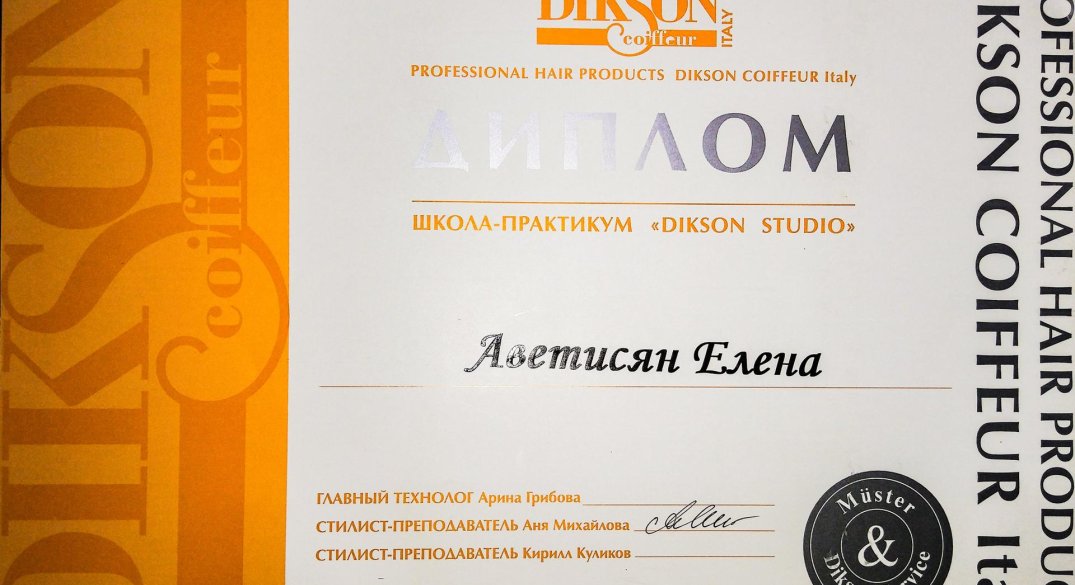 DIKSON
coiffeur
ITALY
PROFESSIONAL HAIR PRODUCTS DIKSON COIFFEUR Italy
ДИПЛОМ
ШКОЛА-ПРАКТИКУМ «DIKSON STUDIO»
Аветисян Елена
ГЛАВНЫЙ ТЕХНОЛОГ Арина Грибова
СТИЛИСТ-ПРЕПОДАВАТЕЛЬ Аня Михайлова
СТИЛИСТ-ПРЕПОДАВАТЕЛЬ Кирилл Куликов
Müster
&
DIKSON
coiffeur
KSON COIFFEUR Ita
OFESSIONAL HAIR PRODUC